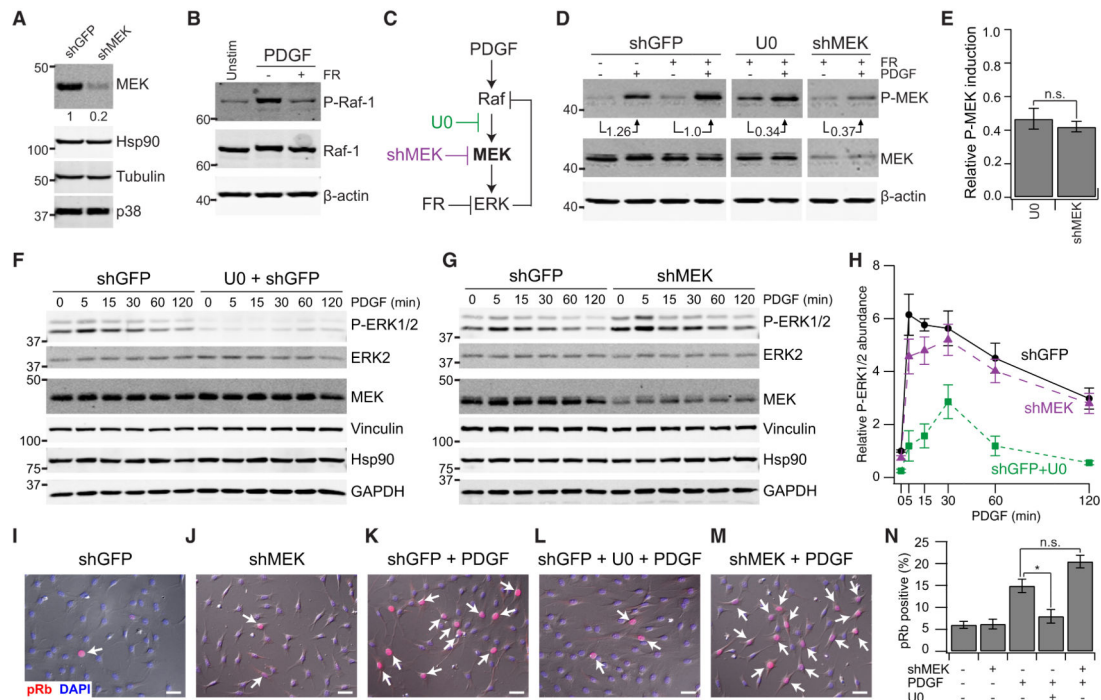 A
shGFP
shMEK
50
MEK
1 0.2
Hsp90
100
Tubulin
50
p38
37
B
Unstim
PDGF
- + FR
P-Raf-1
60
Raf-1
60
β-actin
40
C
PDGF
Raf
U0
shMEK
MEK
FR
ERK
D
shGFP U0 shMEK
- - + + + + + + FR
- + - + - + - + PDGF
P-MEK
40
1.26 1.0 0.34 0.37
MEK
40
β-actin
40
E
Relative P-MEK induction
1.0
0.8
0.6
0.4
0.2
0.0
n.s.
U0
shMEK
F
shGFP U0 + shGFP
0 5 15 30 60 120 0 5 15 30 60 120 PDGF (min)
P-ERK1/2
37
ERK2
37
50
MEK
Vinculin
100
Hsp90
75
37
GAPDH
G
shGFP shMEK
0 5 15 30 60 120 0 5 15 30 60 120 PDGF (min)
P-ERK1/2
37
ERK2
37
50
MEK
Vinculin
100
Hsp90
75
37
GAPDH
H
Relative P-ERK1/2 abundance
8
6
4
2
0
shGFP
shMEK
shGFP+U0
0 5 15 30 60 120
PDGF (min)
I
shGFP
pRb DAPI
J
shMEK
K
shGFP + PDGF
L
shGFP + U0 + PDGF
M
shMEK + PDGF
N
pRb positive (%)
25
20
15
10
5
0
n.s.
*
shMEK - + - - +
PDGF - - + + +
U0 - - - + -